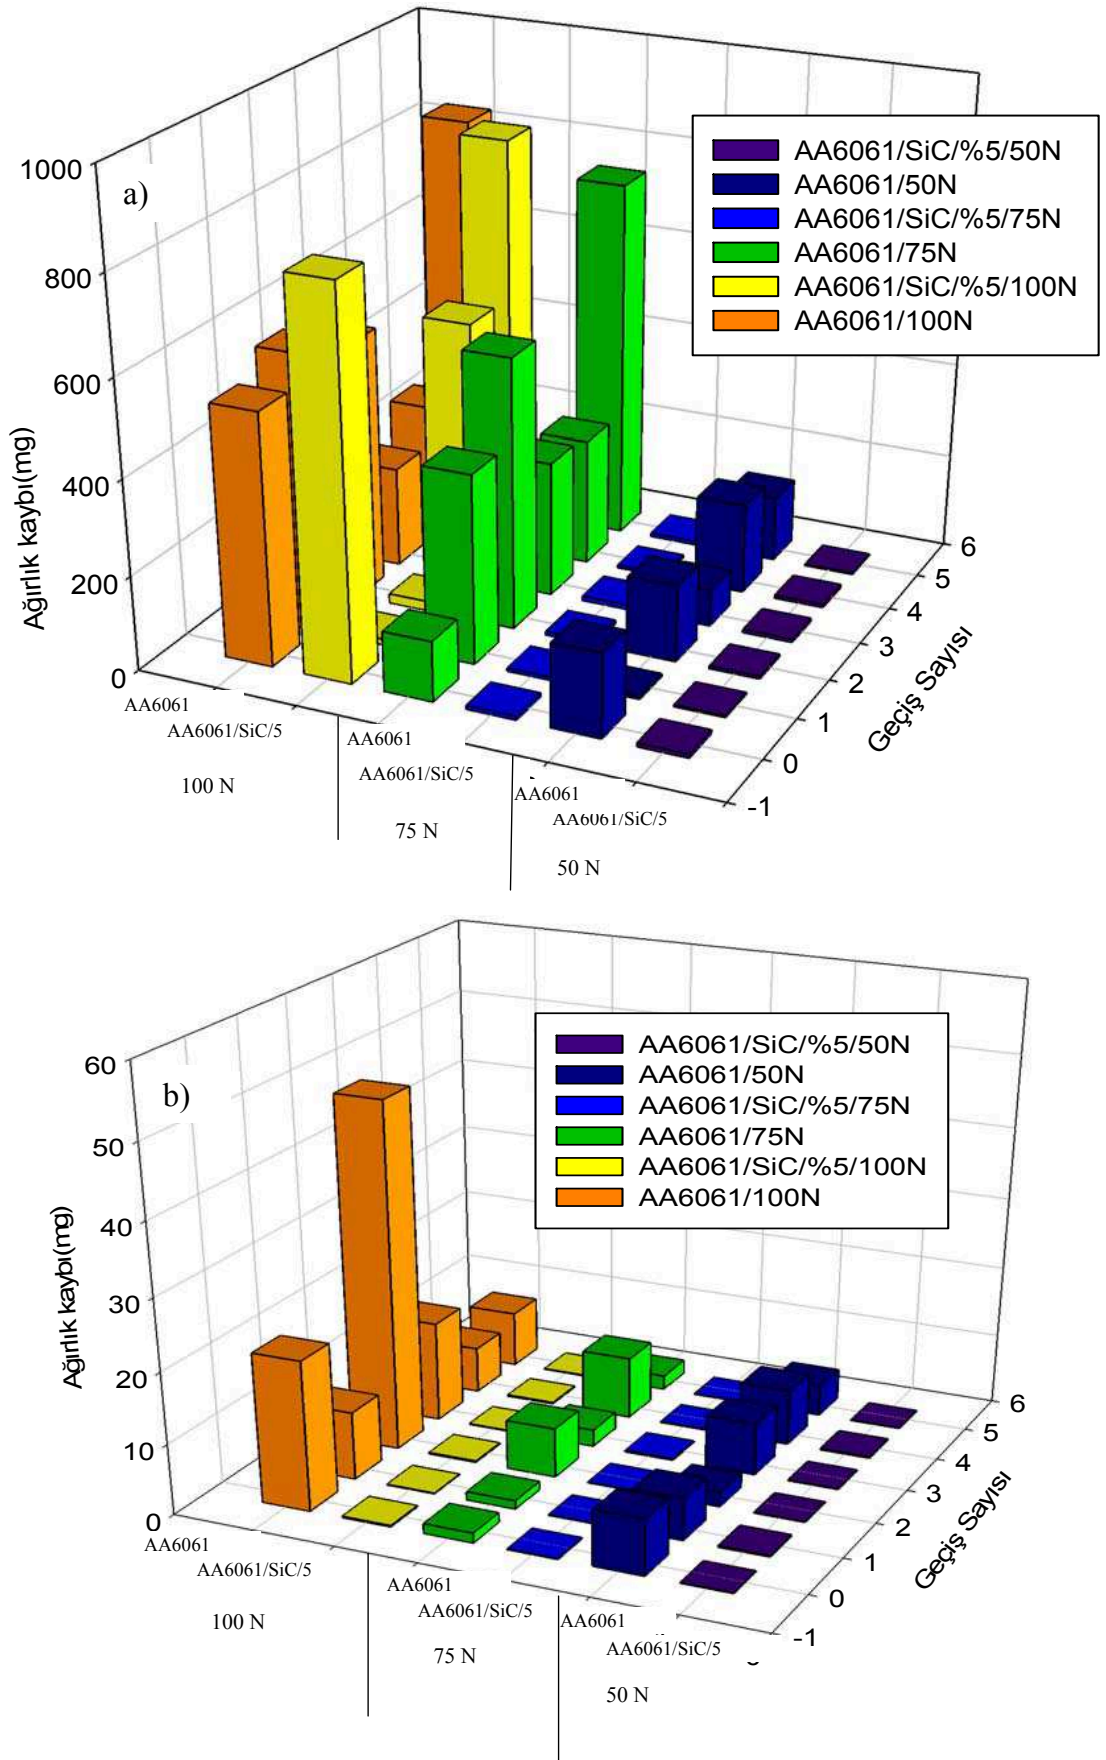 a)
AA6061/SiC/%5/50N
AA6061/50N
AA6061/SiC/%5/75N
AA6061/75N
AA6061/SiC/%5/100N
AA6061/100N
1000
800
600
400
200
0
Ağırlık kaybı(mg)
6
5
4
3
2
1
0
-1
Geçiş Sayısı
AA6061
AA6061/SiC/5
100 N
AA6061
AA6061/SiC/5
75 N
AA6061
AA6061/SiC/5
50 N
b)
AA6061/SiC/%5/50N
AA6061/50N
AA6061/SiC/%5/75N
AA6061/75N
AA6061/SiC/%5/100N
AA6061/100N
60
50
40
30
20
10
0
Ağırlık kaybı(mg)
6
5
4
3
2
1
0
-1
Geçiş Sayısı
AA6061
AA6061/SiC/5
100 N
AA6061
AA6061/SiC/5
75 N
AA6061
AA6061/SiC/5
50 N